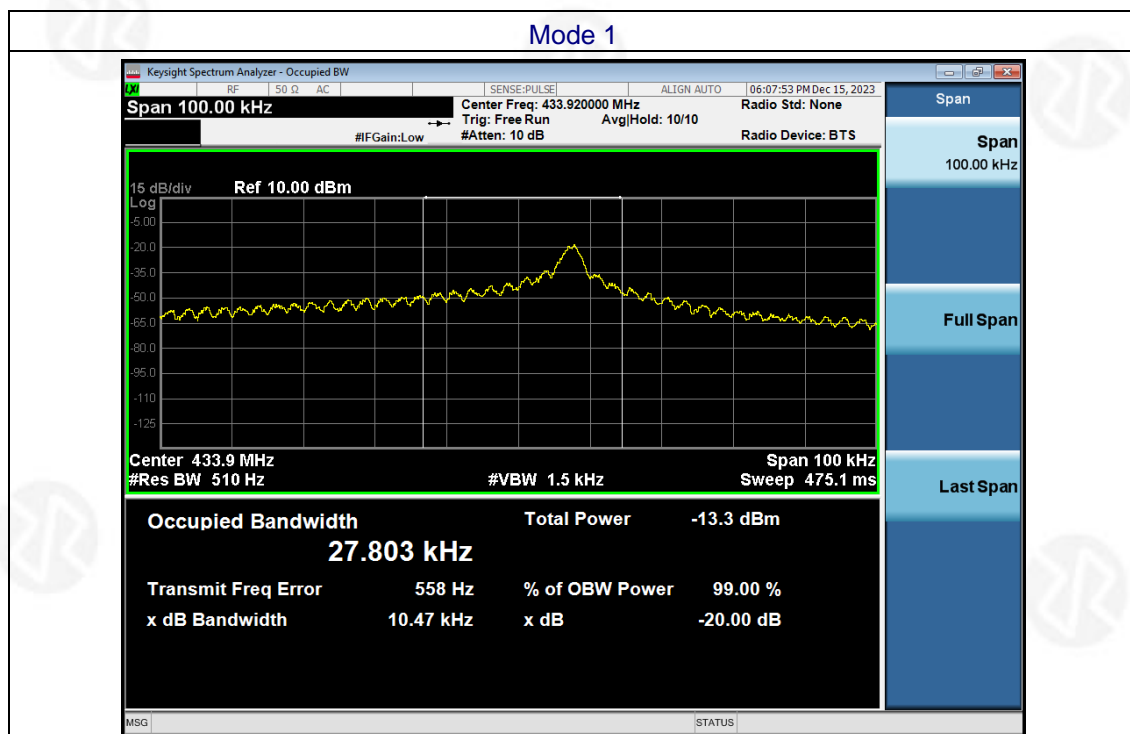 Mode 1
Keysight Spectrum Analyzer - Occupied BW
LXI RF 50 Ω AC SENSE:PULSE ALIGN AUTO 06:07:53 PM Dec 15, 2023
Span 100.00 kHz
Center Freq: 433.920000 MHz Radio Std: None
Trig: Free Run Avg|Hold: 10/10
#IFGain:Low #Atten: 10 dB Radio Device: BTS
15 dB/div Ref 10.00 dBm
Log
-5.00
-20.0
-35.0
-50.0
-65.0
-80.0
-95.0
-110
-125
Center 433.9 MHz Span 100 kHz
#Res BW 510 Hz #VBW 1.5 kHz Sweep 475.1 ms
Occupied Bandwidth Total Power -13.3 dBm
27.803 kHz
Transmit Freq Error 558 Hz % of OBW Power 99.00 %
x dB Bandwidth 10.47 kHz x dB -20.00 dB
MSG STATUS
Span
Span
100.00 kHz
Full Span
Last Span